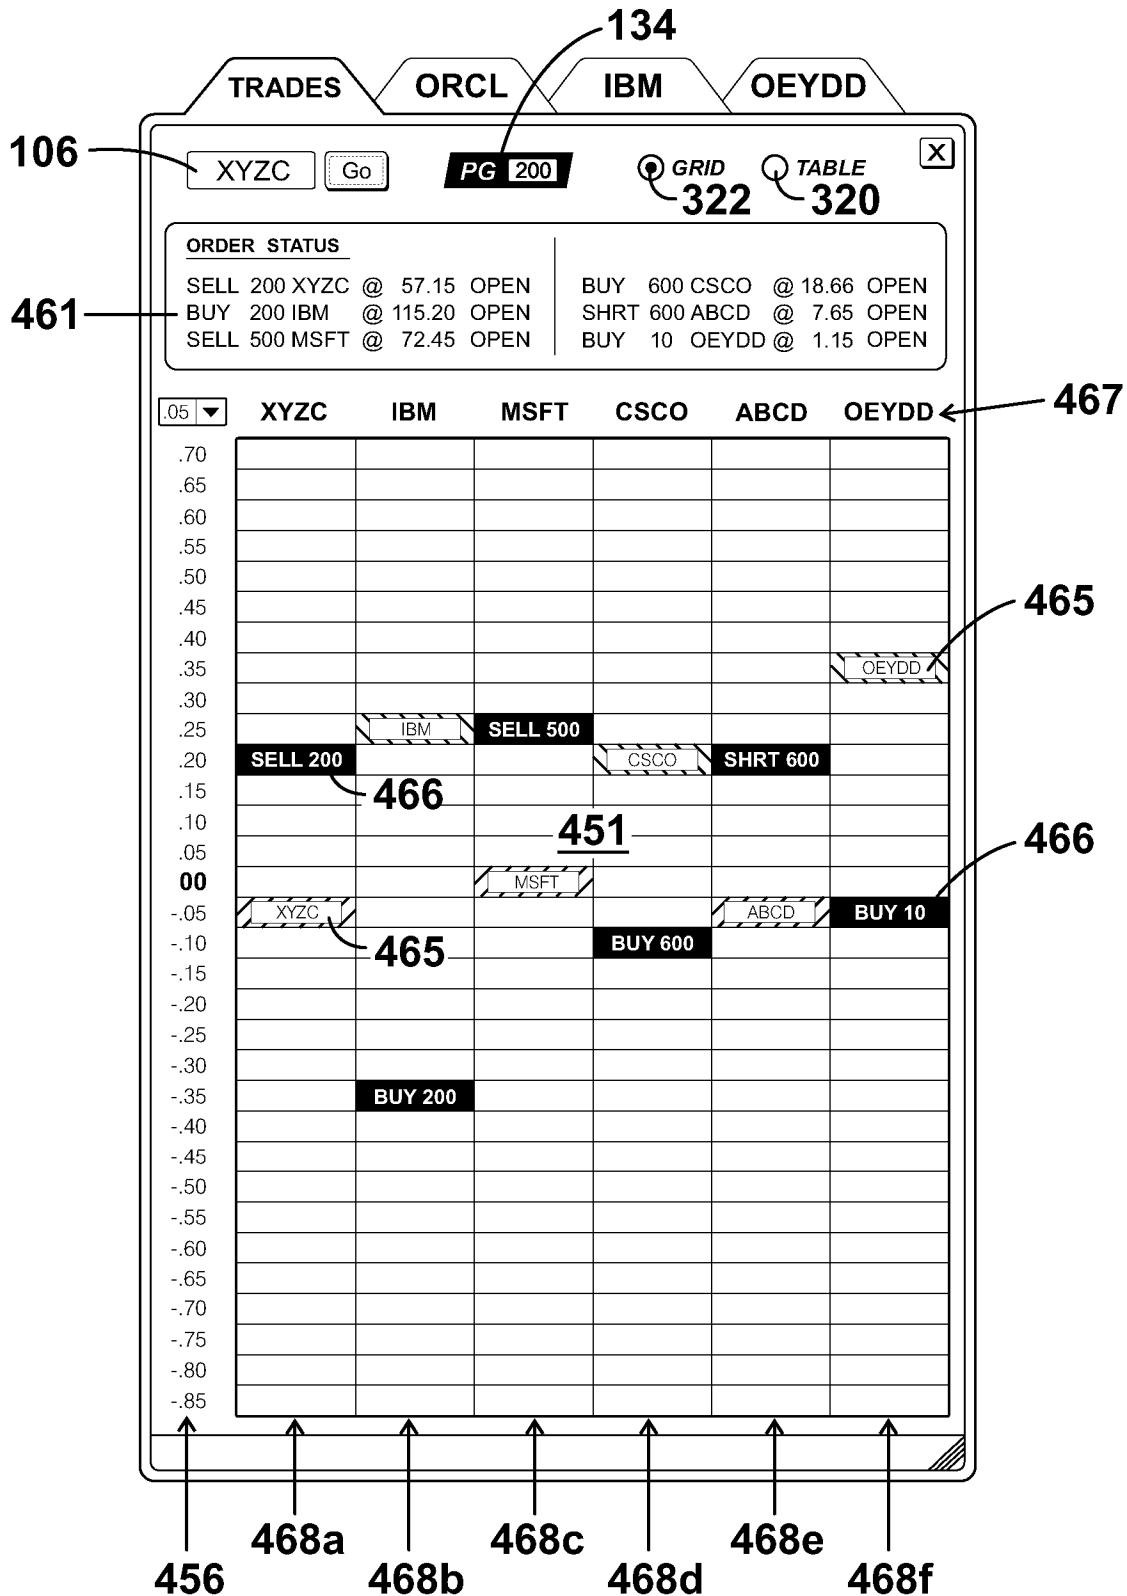 134
TRADES ORCL IBM OEYDD
106 XYZC Go PG 200 GRID TABLE X
322 320
ORDER STATUS
SELL 200 XYZC @ 57.15 OPEN BUY 600 CSCO @ 18.66 OPEN
461 BUY 200 IBM @ 115.20 OPEN SHRT 600 ABCD @ 7.65 OPEN
SELL 500 MSFT @ 72.45 OPEN BUY 10 OEYDD @ 1.15 OPEN
.05 XYZC IBM MSFT CSCO ABCD OEYDD 467
.70
.65
.60
.55
.50
.45 465
.40
.35 OEYDD
.30
.25 IBM SELL 500
.20 SELL 200 CSCO SHRT 600
.15 466
.10 451 466
.05
00 MSFT
-.05 XYZC ABCD BUY 10
-.10 465 BUY 600
-.15
-.20
-.25
-.30
-.35 BUY 200
-.40
-.45
-.50
-.55
-.60
-.65
-.70
-.75
-.80
-.85
468a 468c 468e
456 468b 468d 468f